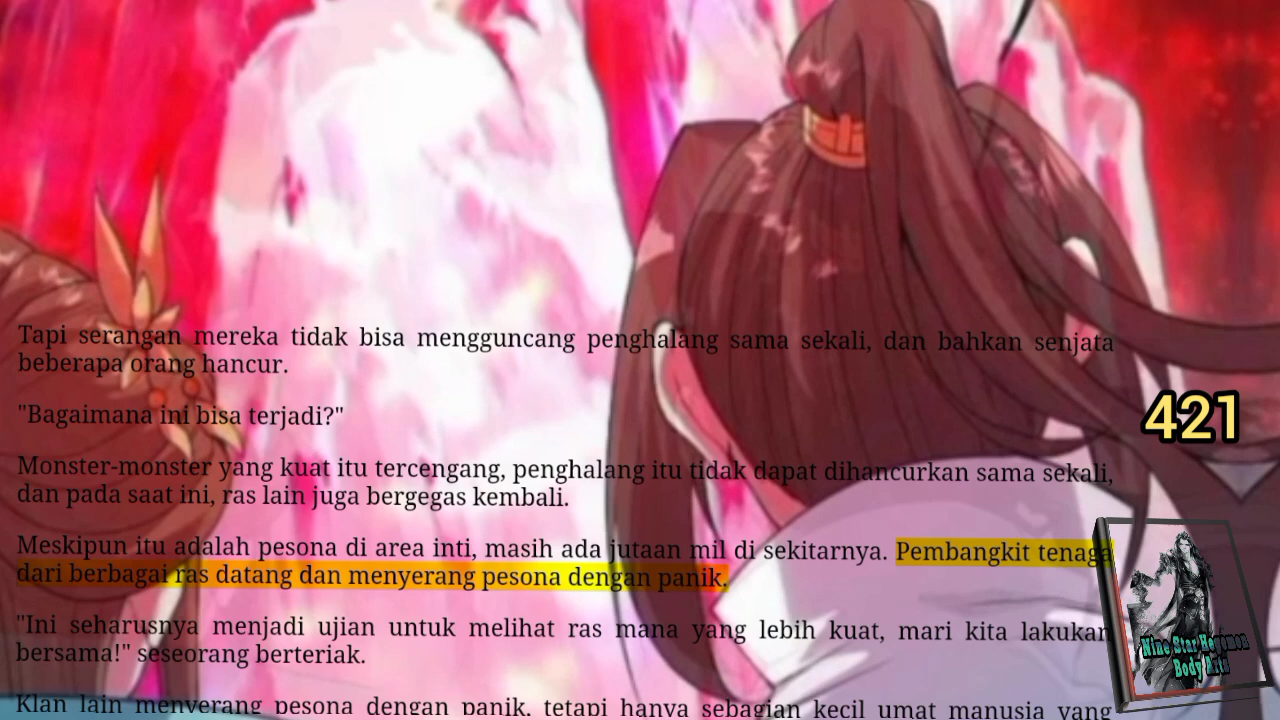 Tapi serangan mereka tidak bisa mengguncang penghalang sama sekali, dan bahkan senjata
beberapa orang hancur.
"Bagaimana ini bisa terjadi?"
Monster-monster yang kuat itu tercengang, penghalang itu tidak dapat dihancurkan sama sekali,
dan pada saat ini, ras lain juga bergegas kembali.
Meskipun itu adalah pesona di area inti, masih ada jutaan mil di sekitarnya. Pembangkit tenaga
dari berbagai ras datang dan menyerang pesona dengan panik.
"Ini seharusnya menjadi ujian untuk melihat ras mana yang lebih kuat, mari kita lakukan
bersama!" seseorang berteriak.
Klan lain menyerang pesona dengan panik, tetapi hanya sebagian kecil umat manusia yang
421
Nine Star Hegemon
Body Arts